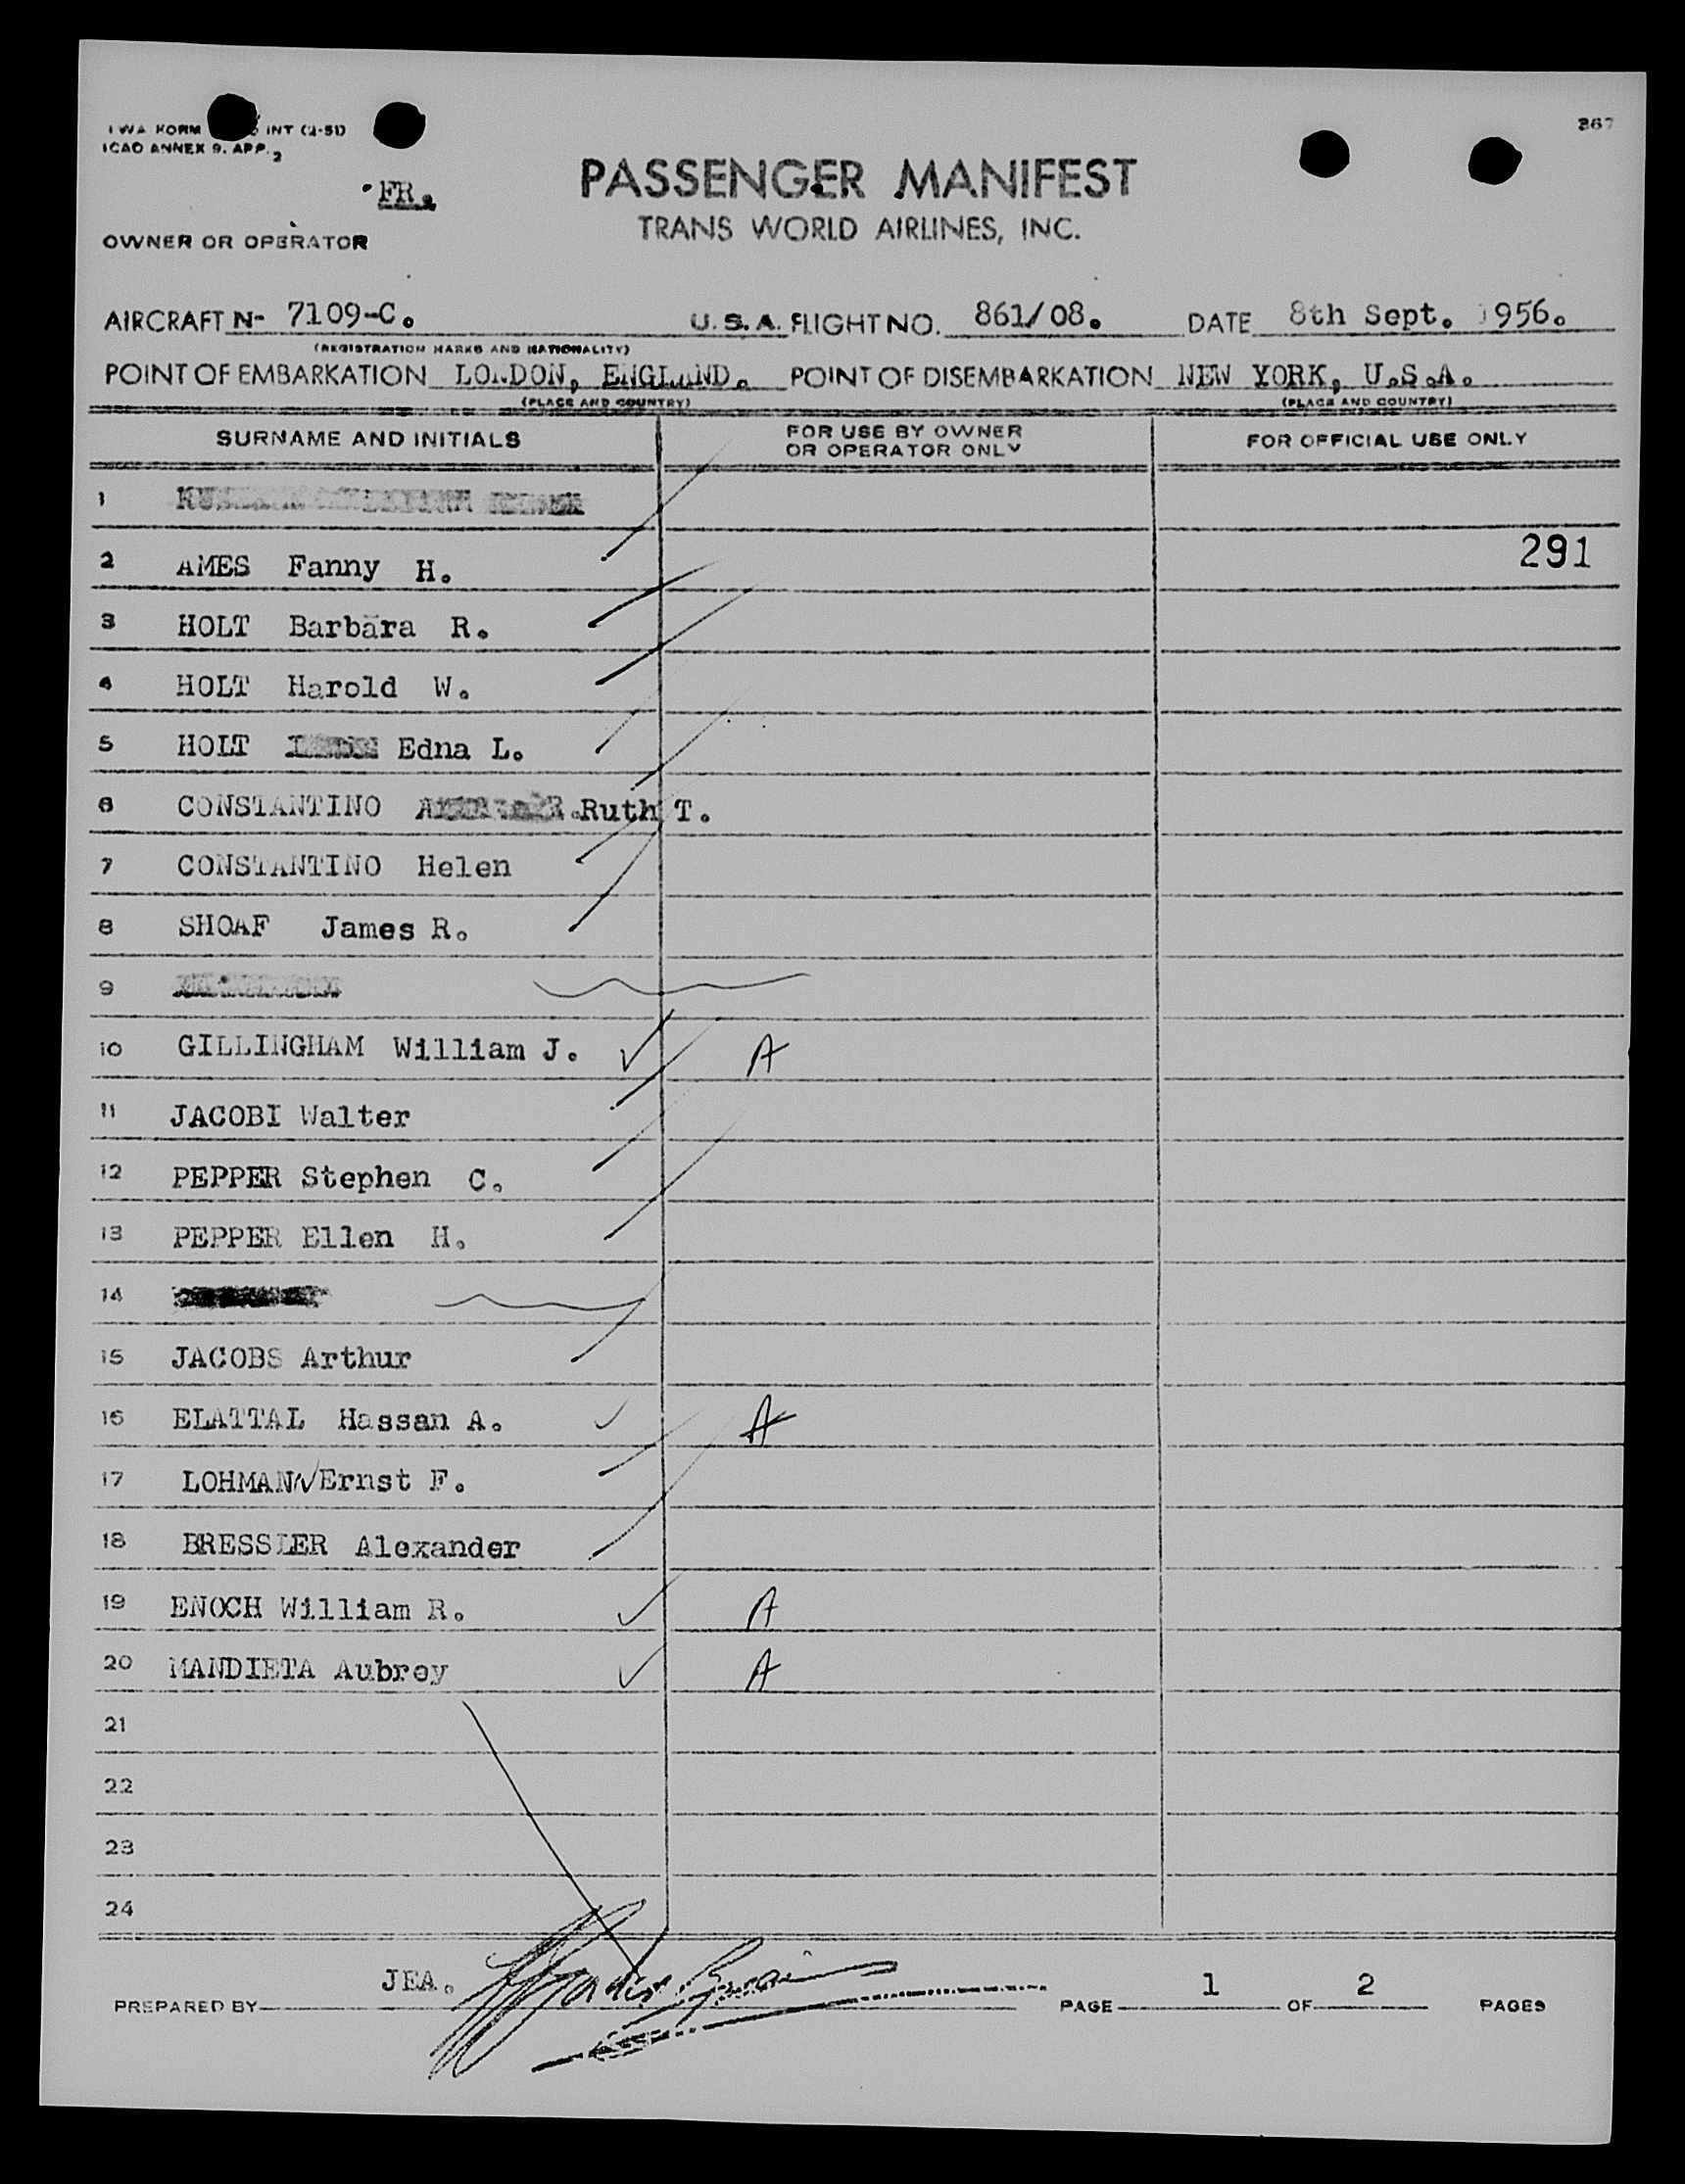 TWA FORM INT (2-51)
ICAO ANNEX 9. APP. 2
367
FR.
PASSENGER MANIFEST
TRANS WORLD AIRLINES, INC.
OWNER OR OPERATOR
AIRCRAFT N- 7109-C. U.S.A. FLIGHT NO. 861/08. DATE 8th Sept. 1956.
(REGISTRATION MARKS AND NATIONALITY)
POINT OF EMBARKATION LONDON, ENGLAND. POINT OF DISEMBARKATION NEW YORK, U.S.A.
(PLACE AND COUNTRY) (PLACE AND COUNTRY)
SURNAME AND INITIALS FOR USE BY OWNER OR OPERATOR ONLY FOR OFFICIAL USE ONLY
1
2 AMES Fanny H. 291
3 HOLT Barbara R.
4 HOLT Harold W.
5 HOLT Edna L.
6 CONSTANTINO Ruth T.
7 CONSTANTINO Helen
8 SHOAF James R.
9
10 GILLINGHAM William J. A
11 JACOBI Walter
12 PEPPER Stephen C.
13 PEPPER Ellen H.
14
15 JACOBS Arthur
16 ELATTAL Hassan A. A
17 LOHMANN Ernst F.
18 BRESSLER Alexander
19 ENOCH William R. A
20 MANDIETA Aubrey A
21
22
23
24
PREPARED BY JEA. PAGE 1 OF 2 PAGES